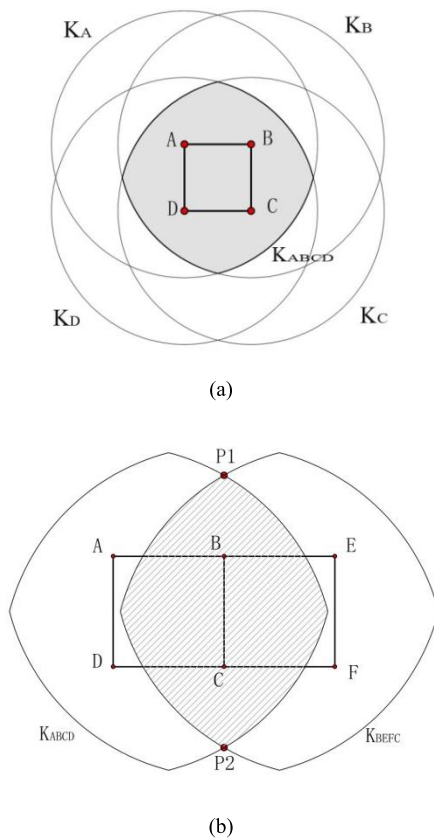 KA KB
A B
D C
KABCD
KD KC
(a)
P1
A B E
D C F
KABCD KBEFC
P2
(b)